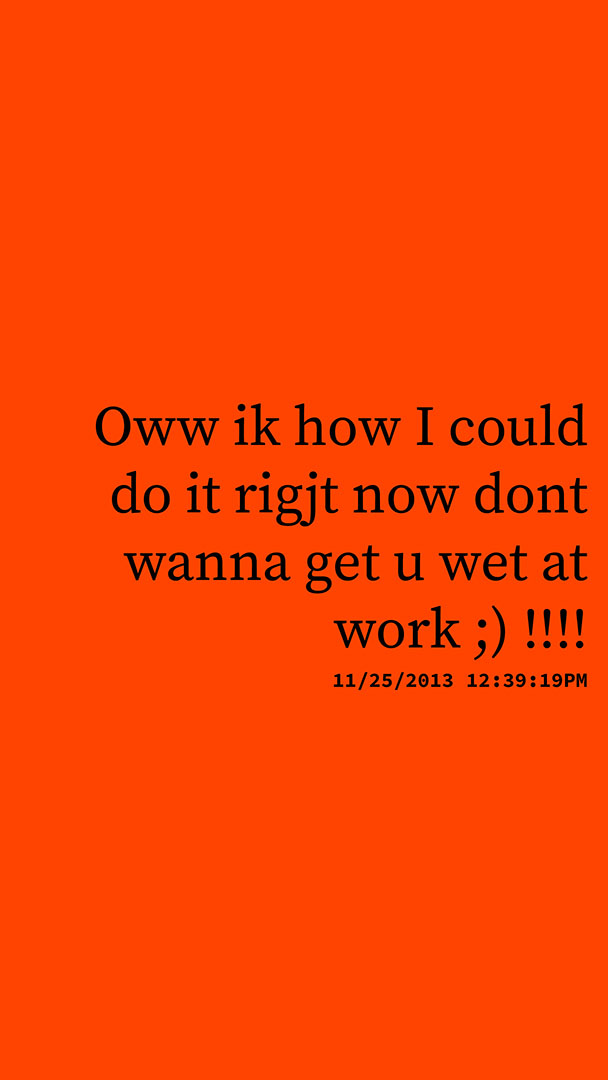 Oww ik how I could
do it rigjt now dont
wanna get u wet at
work ;) !!!!
11/25/2013 12:39:19PM